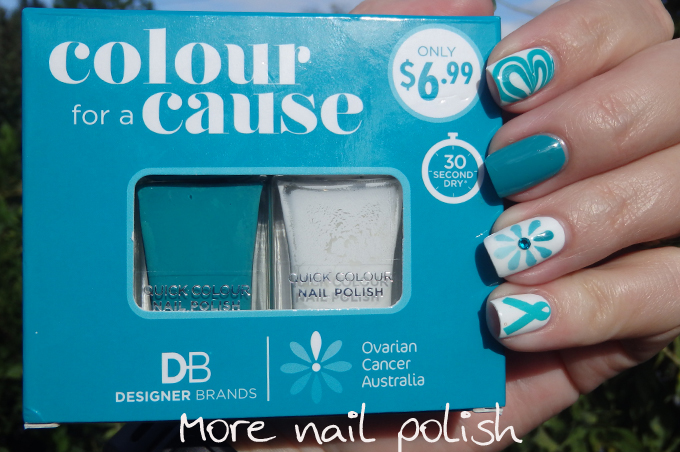 colour
for a cause
ONLY
$6.99
30
SECOND
DRY*
QUICK COLOUR
NAIL POLISH
QUICK COLOUR
NAIL POLISH
DB
DESIGNER BRANDS
Ovarian
Cancer
Australia
More nail polish